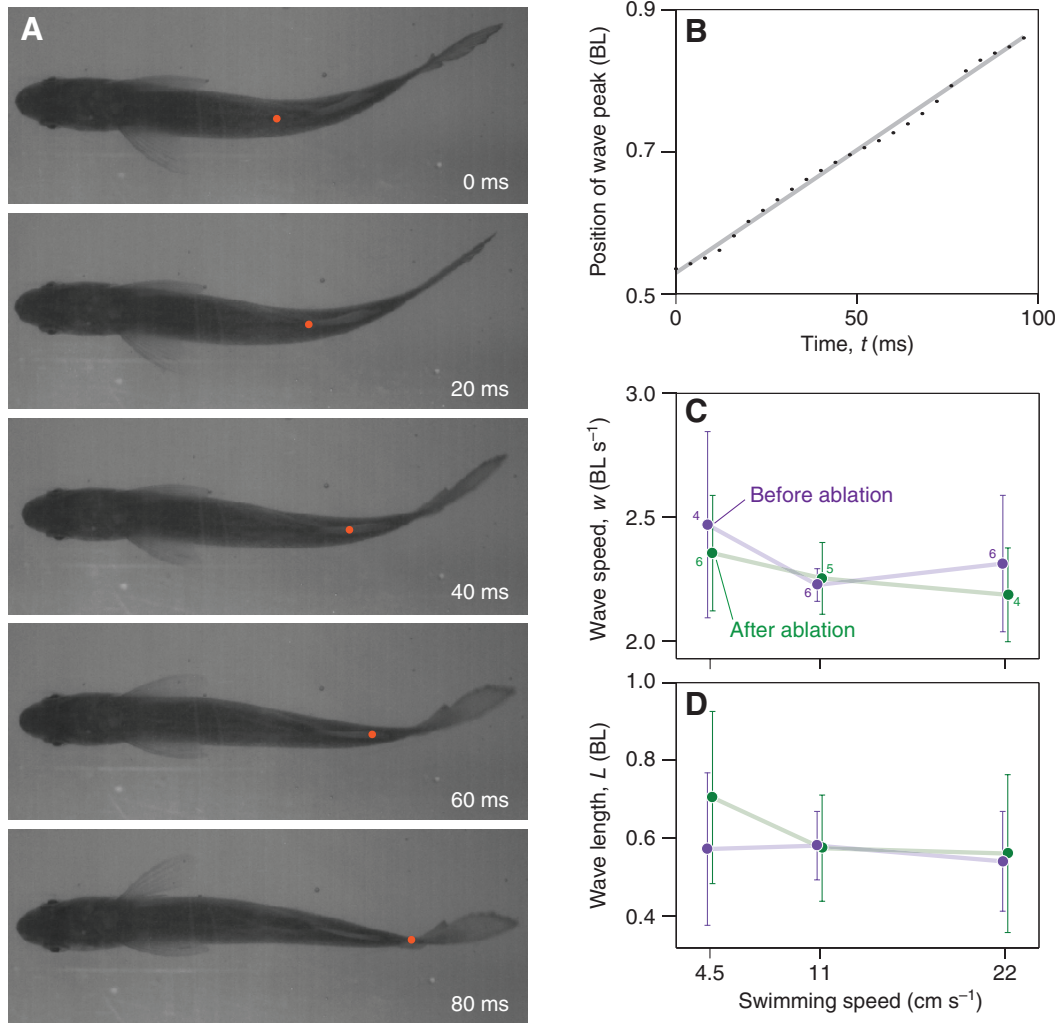 A
0 ms
20 ms
40 ms
60 ms
80 ms
B
0.9
0.7
0.5
Position of wave peak (BL)
0
50
100
Time, t (ms)
C
3.0
2.5
2.0
Wave speed, w (BL s⁻¹)
Before ablation
After ablation
4
6
6
5
6
4
D
1.0
0.8
0.6
0.4
Wave length, L (BL)
4.5
11
22
Swimming speed (cm s⁻¹)